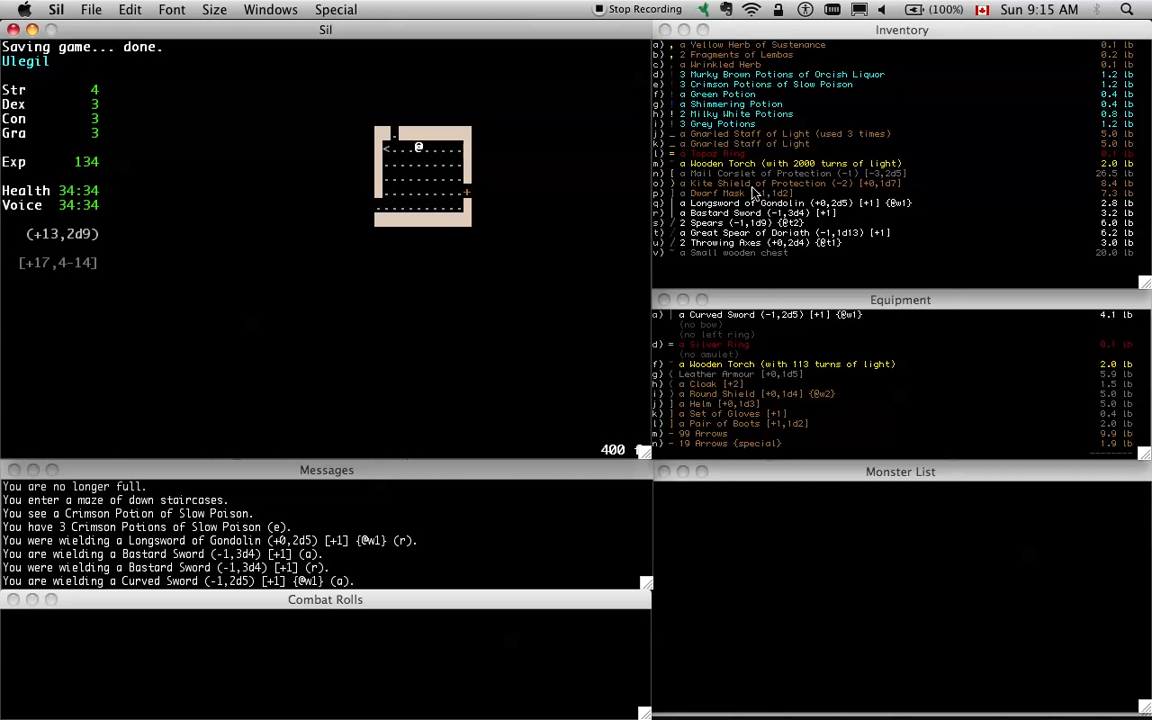 Sil File Edit Font Size Windows Special Stop Recording (100%) Sun 9:15 AM
Sil
Saving game... done.
Ulegil
Str 4
Dex 3
Con 3
Gra 3
Exp 134
Health 34:34
Voice 34:34
(+13,2d9)
[+17,4-14]
<..@.....
+
400
Inventory
a) , a Yellow Herb of Sustenance 0.1 lb
b) , 2 Fragments of Lembas 0.2 lb
c) , a Wrinkled Herb 0.1 lb
d) ! 3 Murky Brown Potions of Orcish Liquor 1.2 lb
e) ! 3 Crimson Potions of Slow Poison 1.2 lb
f) ! a Green Potion 0.4 lb
g) ! a Shimmering Potion 0.4 lb
h) ! 2 Milky White Potions 0.8 lb
i) ! 3 Grey Potions 1.2 lb
j) _ a Gnarled Staff of Light (used 3 times) 5.0 lb
k) _ a Gnarled Staff of Light 5.0 lb
l) = a Topaz Ring 0.1 lb
m) ~ a Wooden Torch (with 2000 turns of light) 2.0 lb
n) [ a Mail Corslet of Protection (-1) [-3,2d5] 26.5 lb
o) ) a Kite Shield of Protection (-2) [+0,1d7] 8.4 lb
p) ] a Dwarf Mask 1,1d2] 7.3 lb
q) | a Longsword of Gondolin (+0,2d5) [+1] {@w1} 2.8 lb
r) | a Bastard Sword (-1,3d4) [+1] 3.2 lb
s) / 2 Spears (-1,1d9) {@t2} 6.0 lb
t) / a Great Spear of Doriath (-1,1d13) [+1] 6.2 lb
u) / 2 Throwing Axes (+0,2d4) {@t1} 3.0 lb
v) ~ a Small wooden chest 20.0 lb
Equipment
a) | a Curved Sword (-1,2d5) [+1] {@w1} 4.1 lb
(no bow)
(no left ring)
d) = a Silver Ring 0.1 lb
(no amulet)
f) ~ a Wooden Torch (with 113 turns of light) 2.0 lb
g) ( Leather Armour [+0,1d5] 5.9 lb
h) ( a Cloak [+2] 1.5 lb
i) ) a Round Shield [+0,1d4] {@w2} 5.0 lb
j) ] a Helm [+0,1d3] 5.0 lb
k) ] a Set of Gloves [+1] 0.4 lb
l) ] a Pair of Boots [+1,1d2] 2.0 lb
m) - 99 Arrows 9.9 lb
n) - 19 Arrows {special} 1.9 lb
Messages
You are no longer full.
You enter a maze of down staircases.
You see a Crimson Potion of Slow Poison.
You have 3 Crimson Potions of Slow Poison (e).
You were wielding a Longsword of Gondolin (+0,2d5) [+1] {@w1} (r).
You are wielding a Bastard Sword (-1,3d4) [+1] (a).
You were wielding a Bastard Sword (-1,3d4) [+1] (r).
You are wielding a Curved Sword (-1,2d5) [+1] {@w1} (a).
Monster List
Combat Rolls